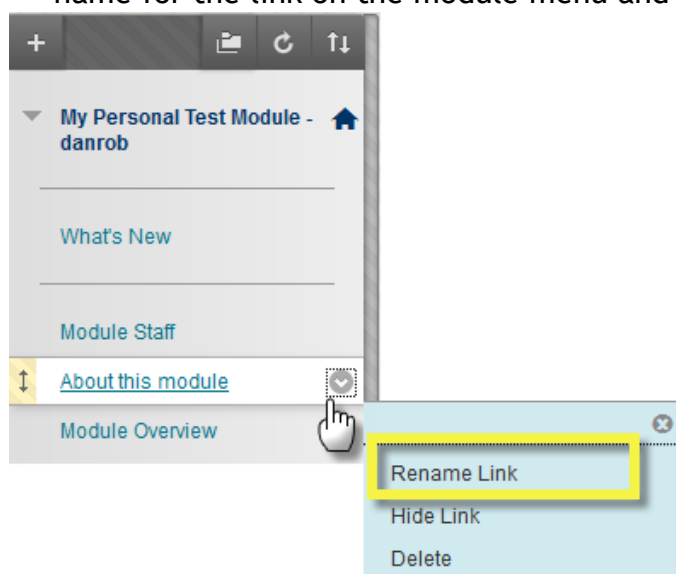 name for the link on the module menu and
My Personal Test Module -
danrob
What's New
Module Staff
About this module
Module Overview
Rename Link
Hide Link
Delete